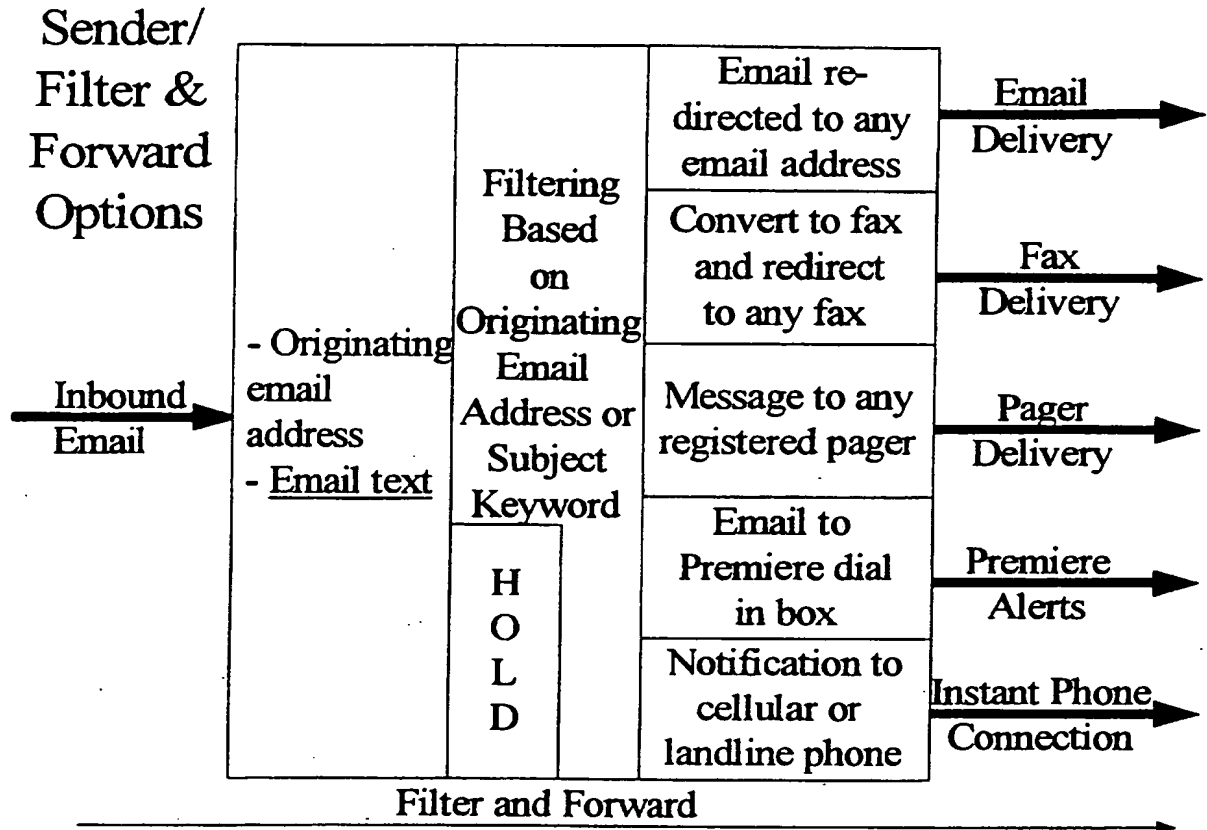 Sender/
Filter &
Forward
Options
Inbound
Email
- Originating
email
address
- Email text
Filtering
Based
on
Originating
Email
Address or
Subject
Keyword
H
O
L
D
Email re-
directed to any
email address
Convert to fax
and redirect
to any fax
Message to any
registered pager
Email to
Premiere dial
in box
Notification to
cellular or
landline phone
Email
Delivery
Fax
Delivery
Pager
Delivery
Premiere
Alerts
Instant Phone
Connection
Filter and Forward